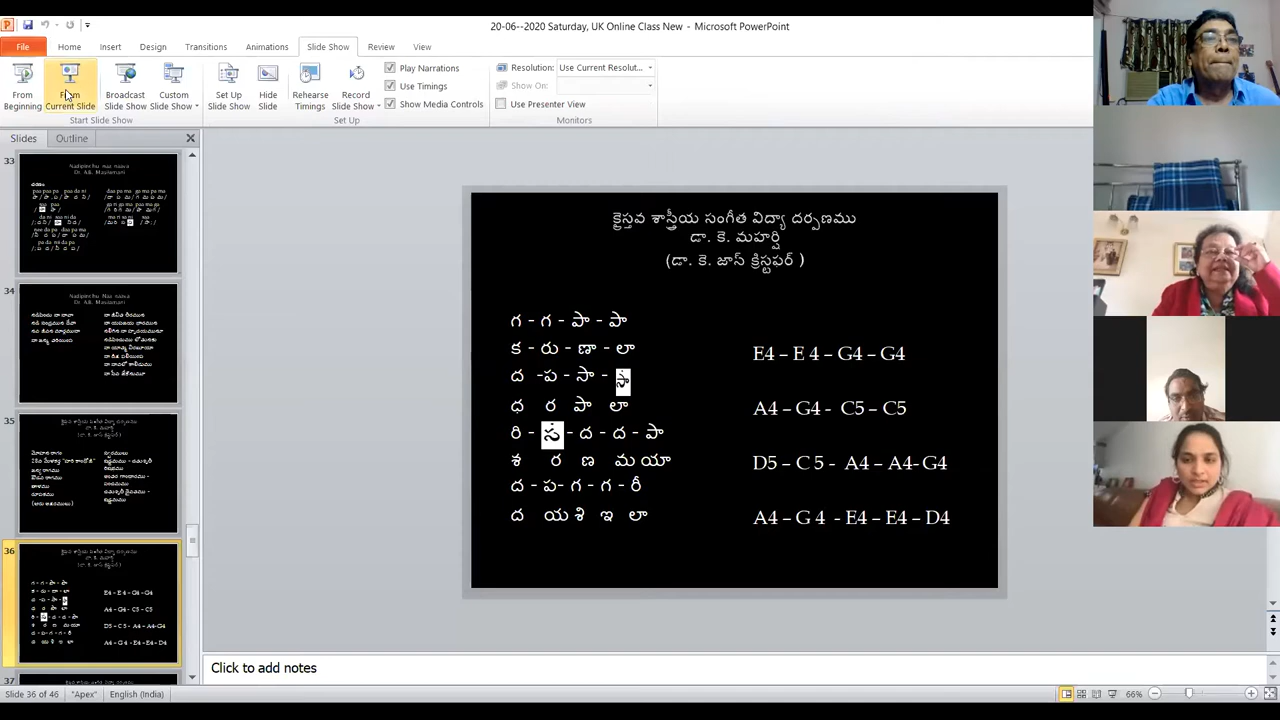 20-06--2020 Saturday, UK Online Class New - Microsoft PowerPoint
File Home Insert Design Transitions Animations Slide Show Review View
From Beginning
From Current Slide
Broadcast Slide Show
Custom Slide Show
Start Slide Show
Set Up Slide Show
Hide Slide
Rehearse Timings
Record Slide Show
Play Narrations
Use Timings
Show Media Controls
Set Up
Resolution: Use Current Resolut...
Show On:
Use Presenter View
Monitors
Slides Outline
33
34
35
36
37
క్రైస్తవ శాస్త్రీయ సంగీత విద్యా దర్పణము
డా. కె. మహర్షి
(డా. కె. జాస్ క్రిస్టఫర్ )
గ - గ - పా - పా
క - రు - ణా - లా
ద -ప - సా - సా
ధ ర పా లా
రి - స - ద - ద - పా
శ ర ణ మ యా
ద - ప- గ - గ - రీ
ద య శి ఇ లా
E4 – E 4 – G4 – G4
A4 – G4 - C5 – C5
D5 – C 5 - A4 – A4- G4
A4 – G 4 - E4 – E4 – D4
Click to add notes
Slide 36 of 46 "Apex" English (India) 66%